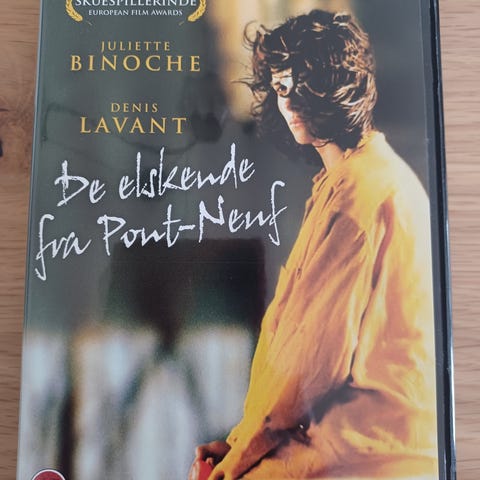 SKUESPILLERINDE
EUROPEAN FILM AWARDS
JULIETTE
BINOCHE
DENIS
LAVANT
De elskende
fra Pont-Neuf